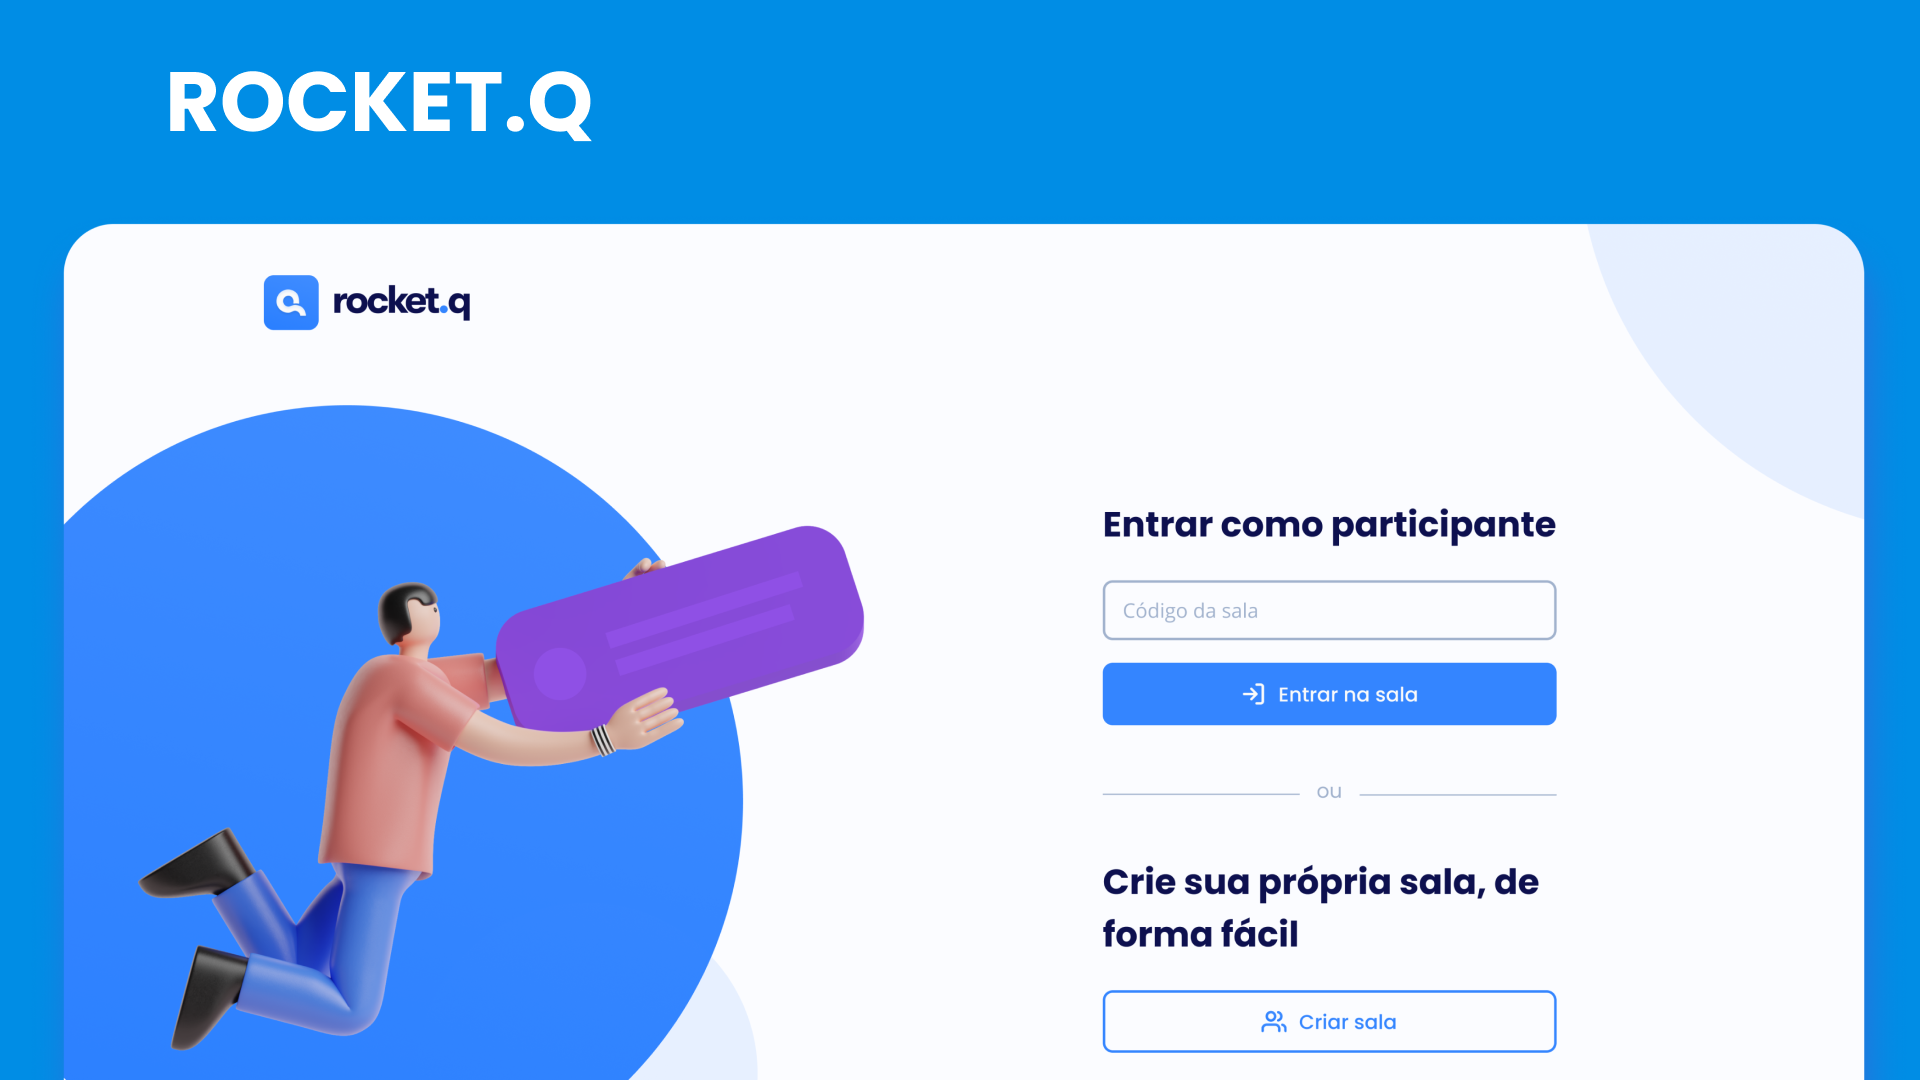 ROCKET.Q
rocket.q
Entrar como participante
Código da sala
Entrar na sala
ou
Crie sua própria sala, de
forma fácil
Criar sala